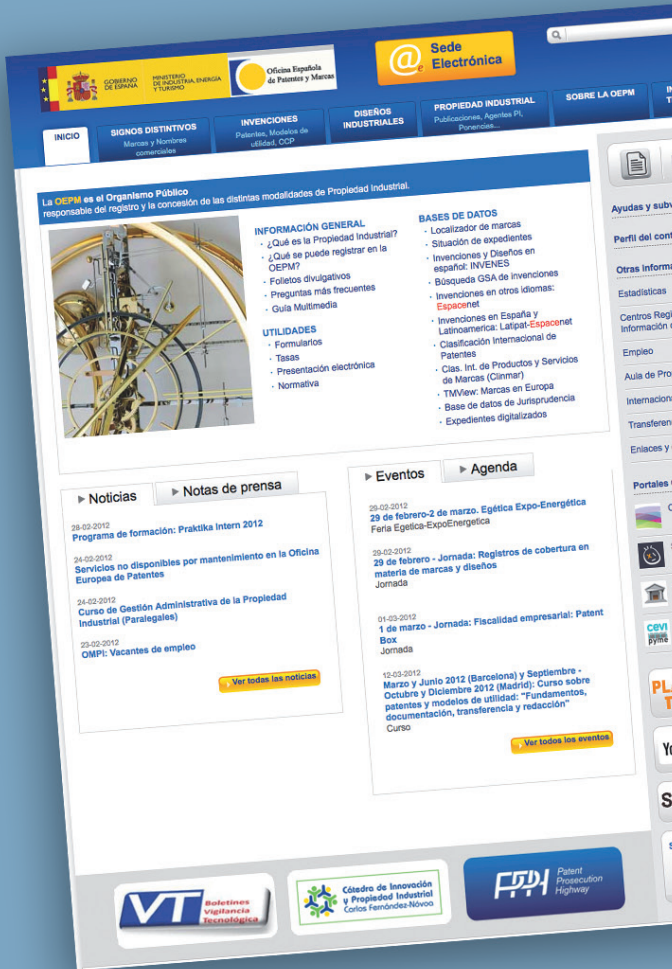 GOBIERNO
DE ESPAÑA
MINISTERIO
DE INDUSTRIA, ENERGÍA
Y TURISMO
Oficina Española
de Patentes y Marcas
@e
Sede
Electrónica
INICIO
SIGNOS DISTINTIVOS
Marcas y Nombres
comerciales
INVENCIONES
Patentes, Modelos de
utilidad, CCP
DISEÑOS
INDUSTRIALES
PROPIEDAD INDUSTRIAL
Publicaciones, Agentes PI,
Ponencias...
SOBRE LA OEPM
La OEPM es el Organismo Público
responsable del registro y la concesión de las distintas modalidades de Propiedad Industrial.
INFORMACIÓN GENERAL
· ¿Qué es la Propiedad Industrial?
· ¿Qué se puede registrar en la
OEPM?
· Folletos divulgativos
· Preguntas más frecuentes
· Guía Multimedia
UTILIDADES
· Formularios
· Tasas
· Presentación electrónica
· Normativa
BASES DE DATOS
· Localizador de marcas
· Situación de expedientes
· Invenciones y Diseños en
español: INVENES
· Búsqueda GSA de invenciones
· Invenciones en otros idiomas:
Espacenet
· Invenciones en España y
Latinoamerica: Latipat-Espacenet
· Clasificación Internacional de
Patentes
· Clas. Int. de Productos y Servicios
de Marcas (Clinmar)
· TMView: Marcas en Europa
· Base de datos de Jurisprudencia
· Expedientes digitalizados
Ayudas y subv
Perfil del cont
Otras Informa
Estadísticas
Centros Regi
Información d
Empleo
Aula de Pro
Internacion
Transferen
Enlaces y
Portales
Noticias
Notas de prensa
28-02-2012
Programa de formación: Praktika Intern 2012
24-02-2012
Servicios no disponibles por mantenimiento en la Oficina
Europea de Patentes
24-02-2012
Curso de Gestión Administrativa de la Propiedad
Industrial (Paralegales)
23-02-2012
OMPI: Vacantes de empleo
Ver todas las noticias
Eventos
Agenda
29-02-2012
29 de febrero-2 de marzo. Egética Expo-Energética
Feria Egetica-ExpoEnergetica
29-02-2012
29 de febrero - Jornada: Registros de cobertura en
materia de marcas y diseños
Jornada
01-03-2012
1 de marzo - Jornada: Fiscalidad empresarial: Patent
Box
Jornada
12-03-2012
Marzo y Junio 2012 (Barcelona) y Septiembre -
Octubre y Diciembre 2012 (Madrid): Curso sobre
patentes y modelos de utilidad: "Fundamentos,
documentación, transferencia y redacción"
Curso
Ver todos los eventos
cevi
pyme
PL
T
Yo
S
VT
Boletines
Vigilancia
Tecnológica
Cátedra de Innovación
y Propiedad Industrial
Carlos Fernández-Nóvoa
PPH
Patent
Prosecution
Highway